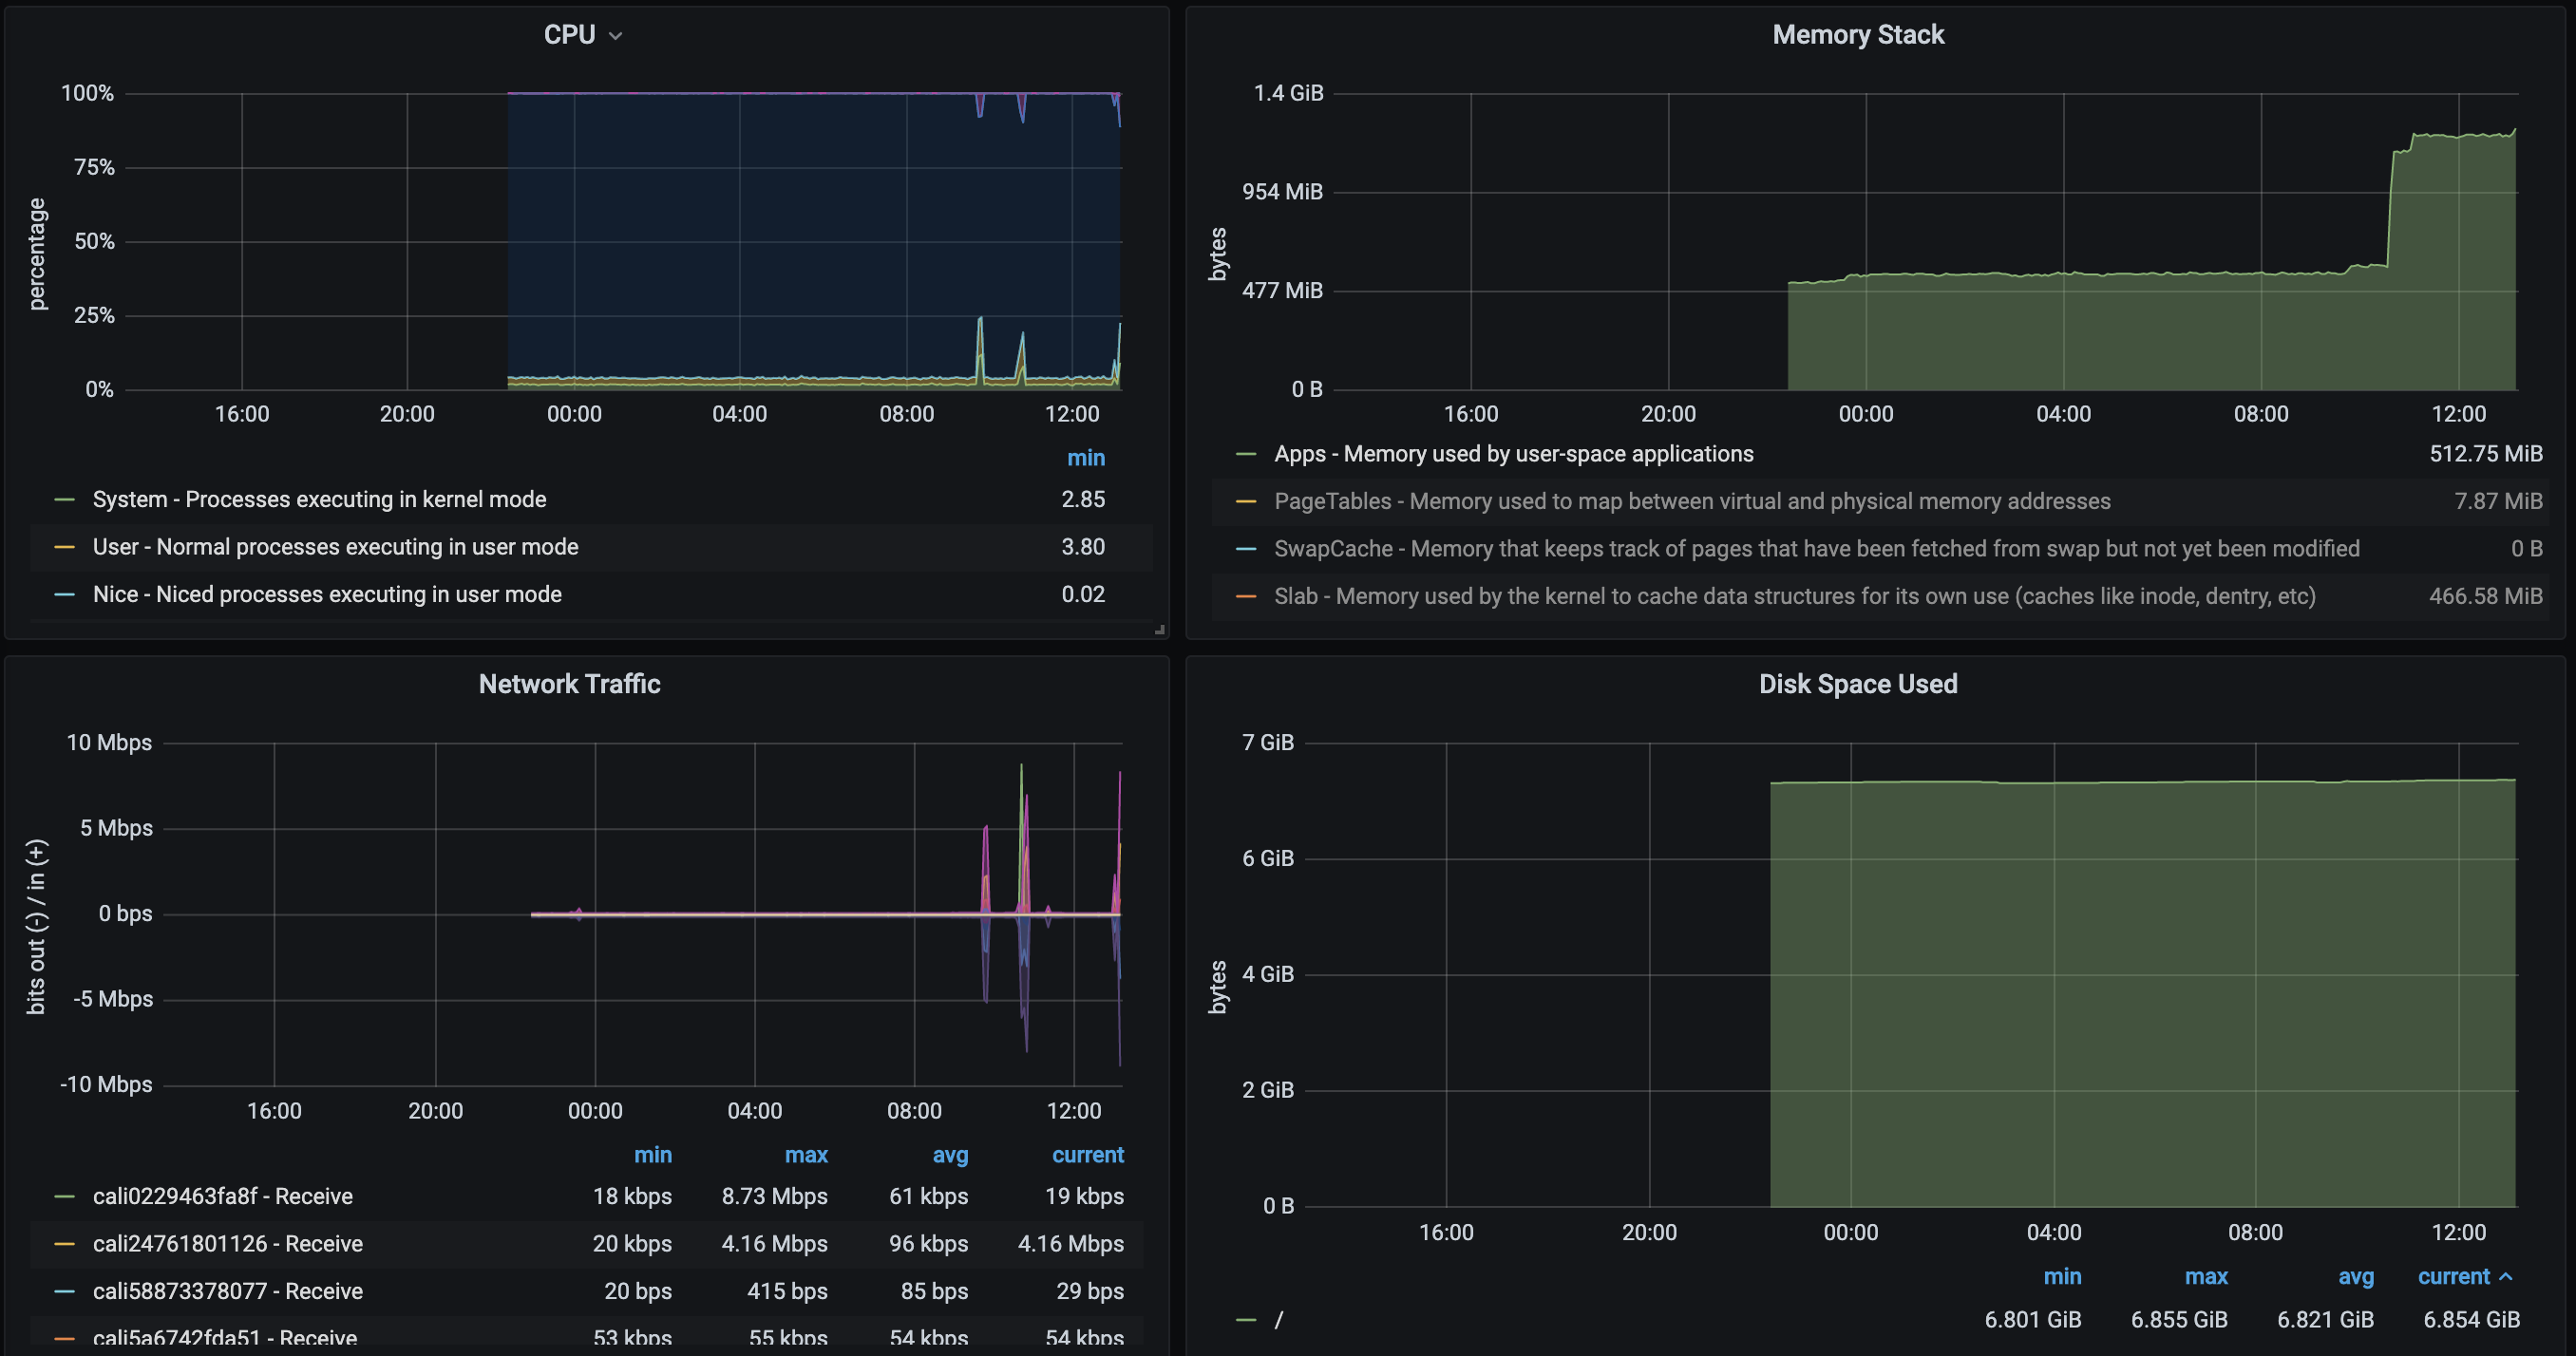 CPU
100%
75%
50%
25%
0%
percentage
16:00 20:00 00:00 04:00 08:00 12:00
min
System - Processes executing in kernel mode 2.85
User - Normal processes executing in user mode 3.80
Nice - Niced processes executing in user mode 0.02
Memory Stack
1.4 GiB
954 MiB
477 MiB
0 B
bytes
16:00 20:00 00:00 04:00 08:00 12:00
Apps - Memory used by user-space applications 512.75 MiB
PageTables - Memory used to map between virtual and physical memory addresses 7.87 MiB
SwapCache - Memory that keeps track of pages that have been fetched from swap but not yet been modified 0 B
Slab - Memory used by the kernel to cache data structures for its own use (caches like inode, dentry, etc) 466.58 MiB
Network Traffic
10 Mbps
5 Mbps
0 bps
-5 Mbps
-10 Mbps
bits out (-) / in (+)
16:00 20:00 00:00 04:00 08:00 12:00
min max avg current
cali0229463fa8f - Receive 18 kbps 8.73 Mbps 61 kbps 19 kbps
cali24761801126 - Receive 20 kbps 4.16 Mbps 96 kbps 4.16 Mbps
cali58873378077 - Receive 20 bps 415 bps 85 bps 29 bps
cali5a6742fda51 - Receive 53 kbps 55 kbps 54 kbps 54 kbps
Disk Space Used
7 GiB
6 GiB
4 GiB
2 GiB
0 B
bytes
16:00 20:00 00:00 04:00 08:00 12:00
min max avg current
/ 6.801 GiB 6.855 GiB 6.821 GiB 6.854 GiB